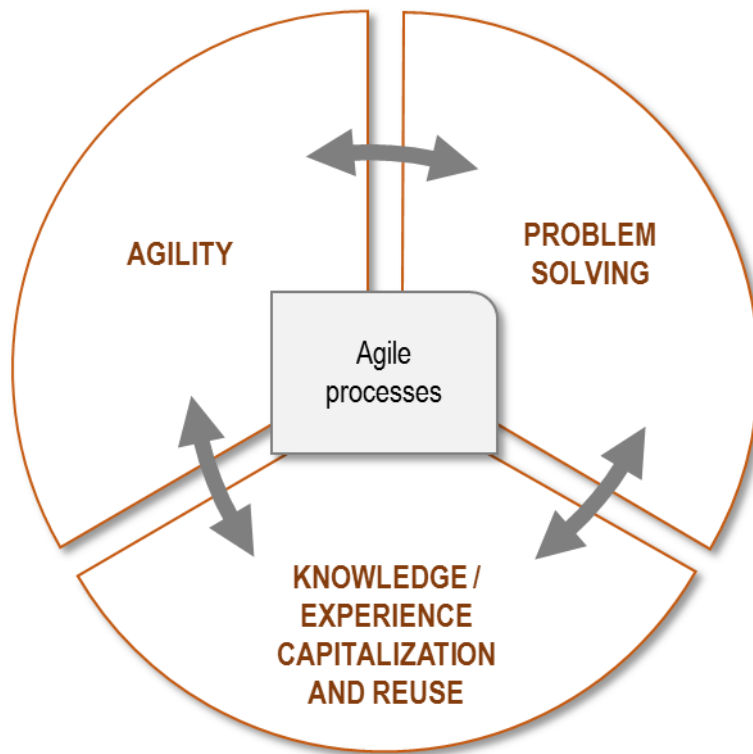 AGILITY
PROBLEM
SOLVING
Agile
processes
KNOWLEDGE /
EXPERIENCE
CAPITALIZATION
AND REUSE